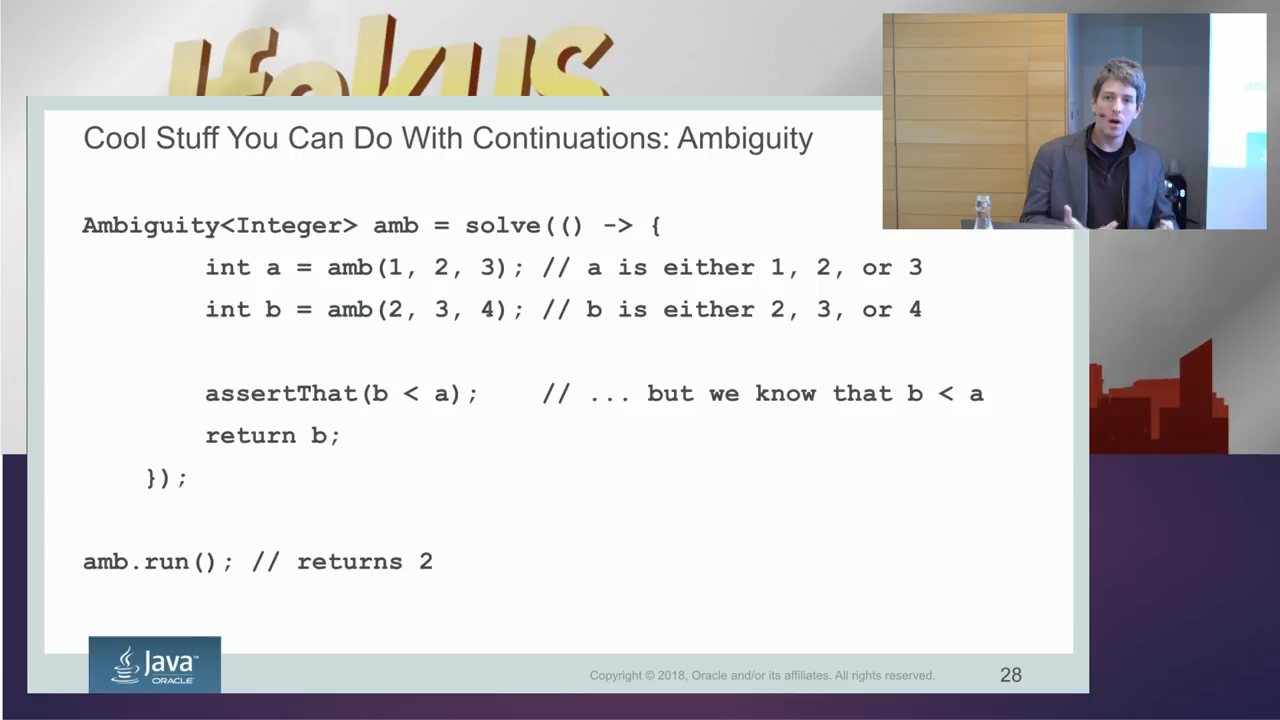 Jfokus
Cool Stuff You Can Do With Continuations: Ambiguity
Ambiguity<Integer> amb = solve(() -> {
int a = amb(1, 2, 3); // a is either 1, 2, or 3
int b = amb(2, 3, 4); // b is either 2, 3, or 4
assertThat(b < a); // ... but we know that b < a
return b;
});
amb.run(); // returns 2
Java™
ORACLE
Copyright © 2018, Oracle and/or its affiliates. All rights reserved.
28